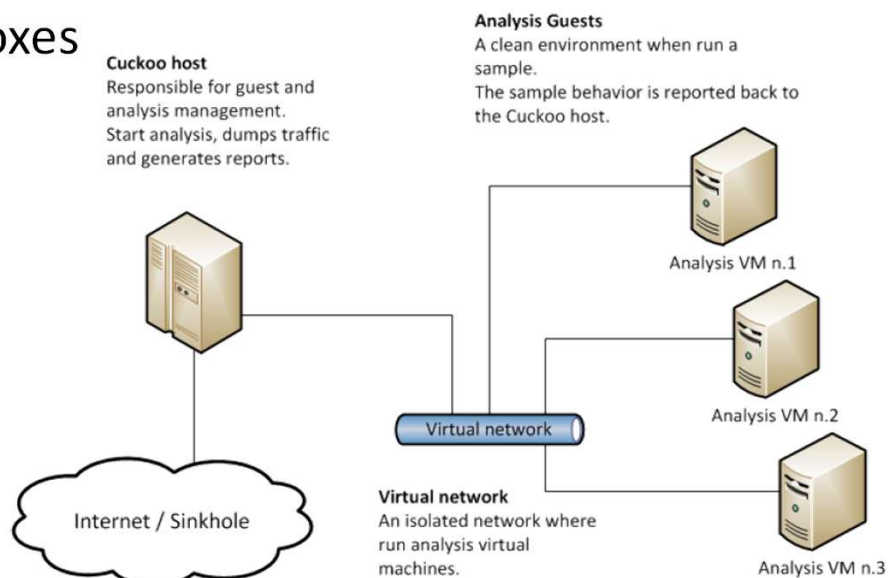 oxes
Cuckoo host
Responsible for guest and
analysis management.
Start analysis, dumps traffic
and generates reports.
Analysis Guests
A clean environment when run a
sample.
The sample behavior is reported back to
the Cuckoo host.
Analysis VM n.1
Analysis VM n.2
Virtual network
Internet / Sinkhole
Virtual network
An isolated network where
run analysis virtual
machines.
Analysis VM n.3